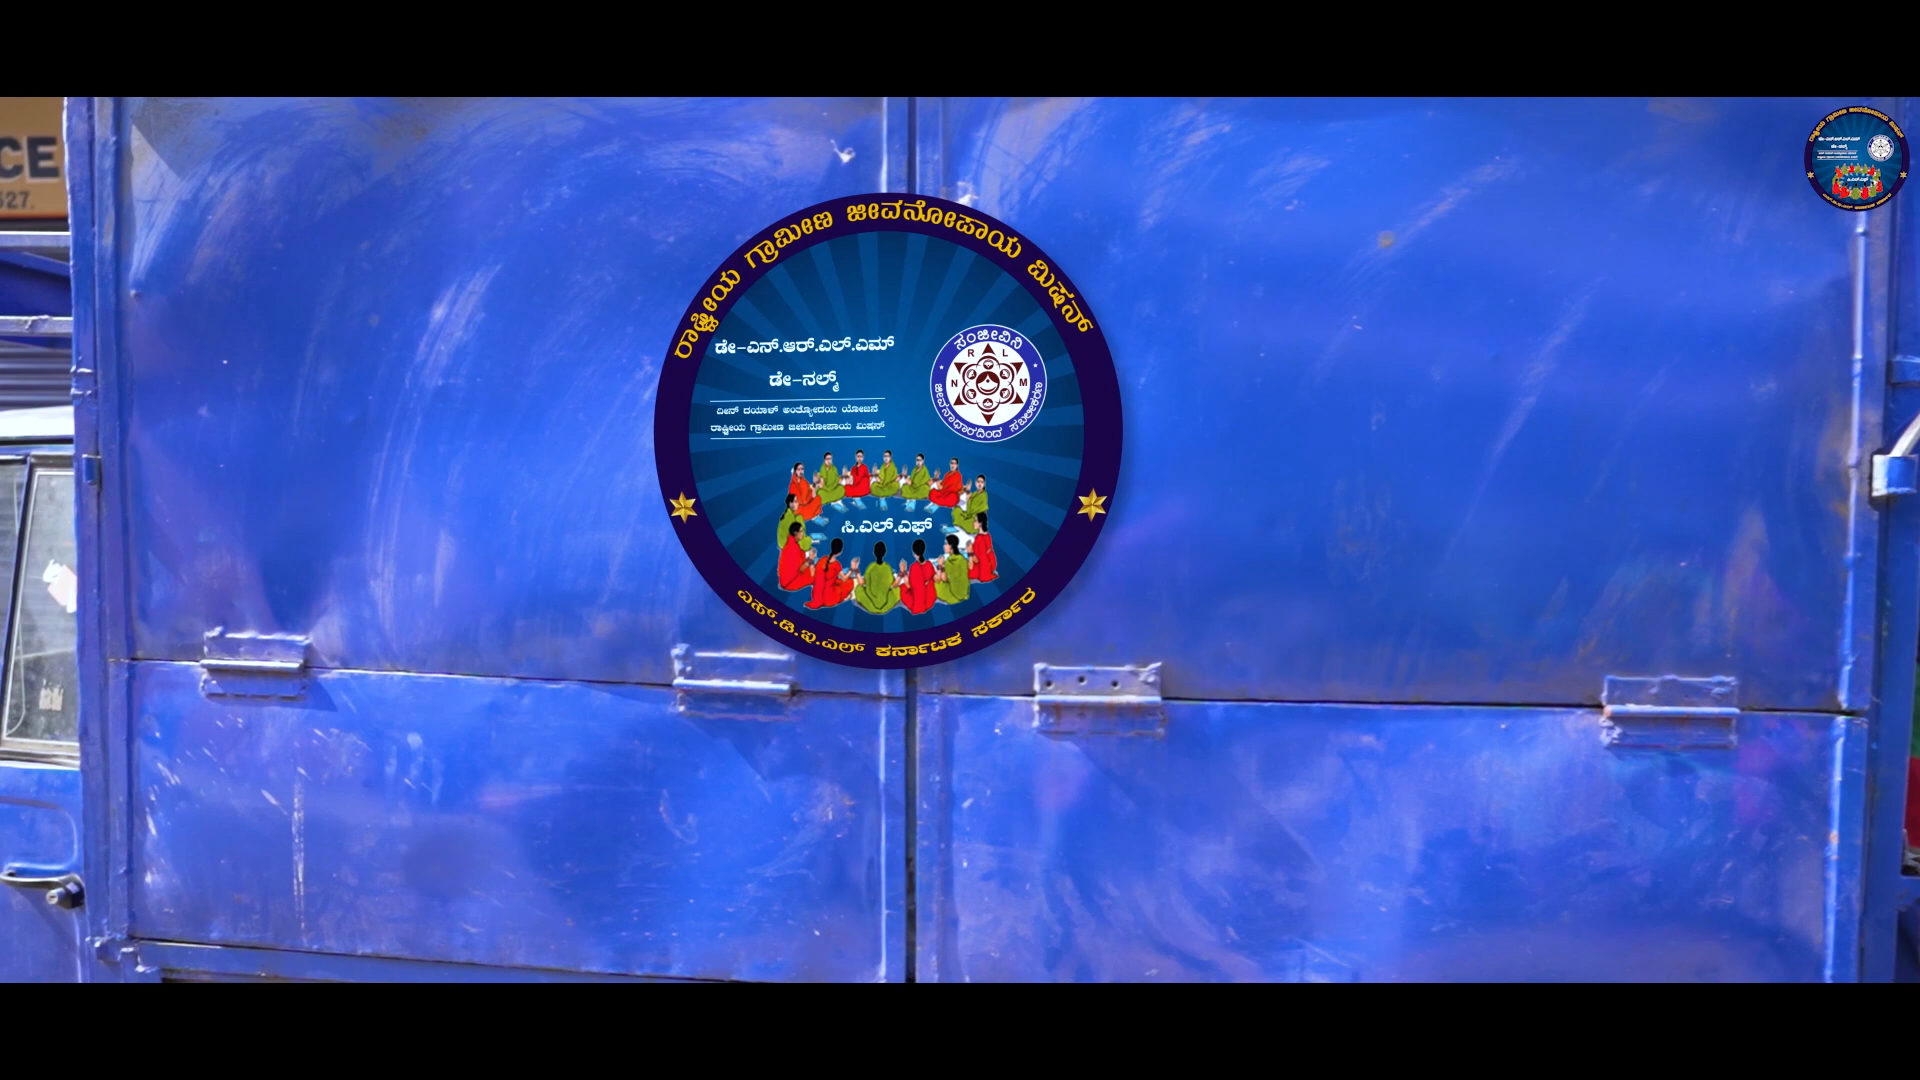 CE
527.
ರಾಷ್ಟ್ರೀಯ ಗ್ರಾಮೀಣ ಜೀವನೋಪಾಯ ಮಿಷನ್
ಡೇ-ಎನ್.ಆರ್.ಎಲ್.ಎಮ್
ಡೇ-ನಲ್ಮ್
ದೀನ್ ದಯಾಳ್ ಅಂತ್ಯೋದಯ ಯೋಜನೆ
ರಾಷ್ಟ್ರೀಯ ಗ್ರಾಮೀಣ ಜೀವನೋಪಾಯ ಮಿಷನ್
ಸಂಜೀವಿನಿ
R L
N M
ಜೀವನಾಧಾರದಿಂದ ಸಬಲೀಕರಣ
ಸಿ.ಎಲ್.ಎಫ್
ಎಸ್.ಡಿ.ಇ.ಎಲ್ ಕರ್ನಾಟಕ ಸರ್ಕಾರ